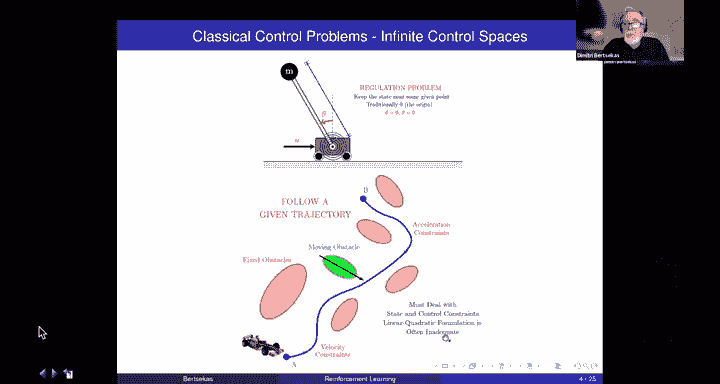 Classical Control Problems - Infinite Control Spaces
Dimitri Bertsekas
m
REGULATION PROBLEM
Keep the state near some given point
Traditionally 0 (the origin)
θ
u
FOLLOW A
GIVEN TRAJECTORY
B
Acceleration
Constraints
Moving Obstacle
Fixed Obstacles
Must Deal with
State and Control Constraints
Linear-Quadratic Formulation is
Often Inadequate
Velocity
Constraints
A
Bertsekas
Reinforcement Learning
4 / 25